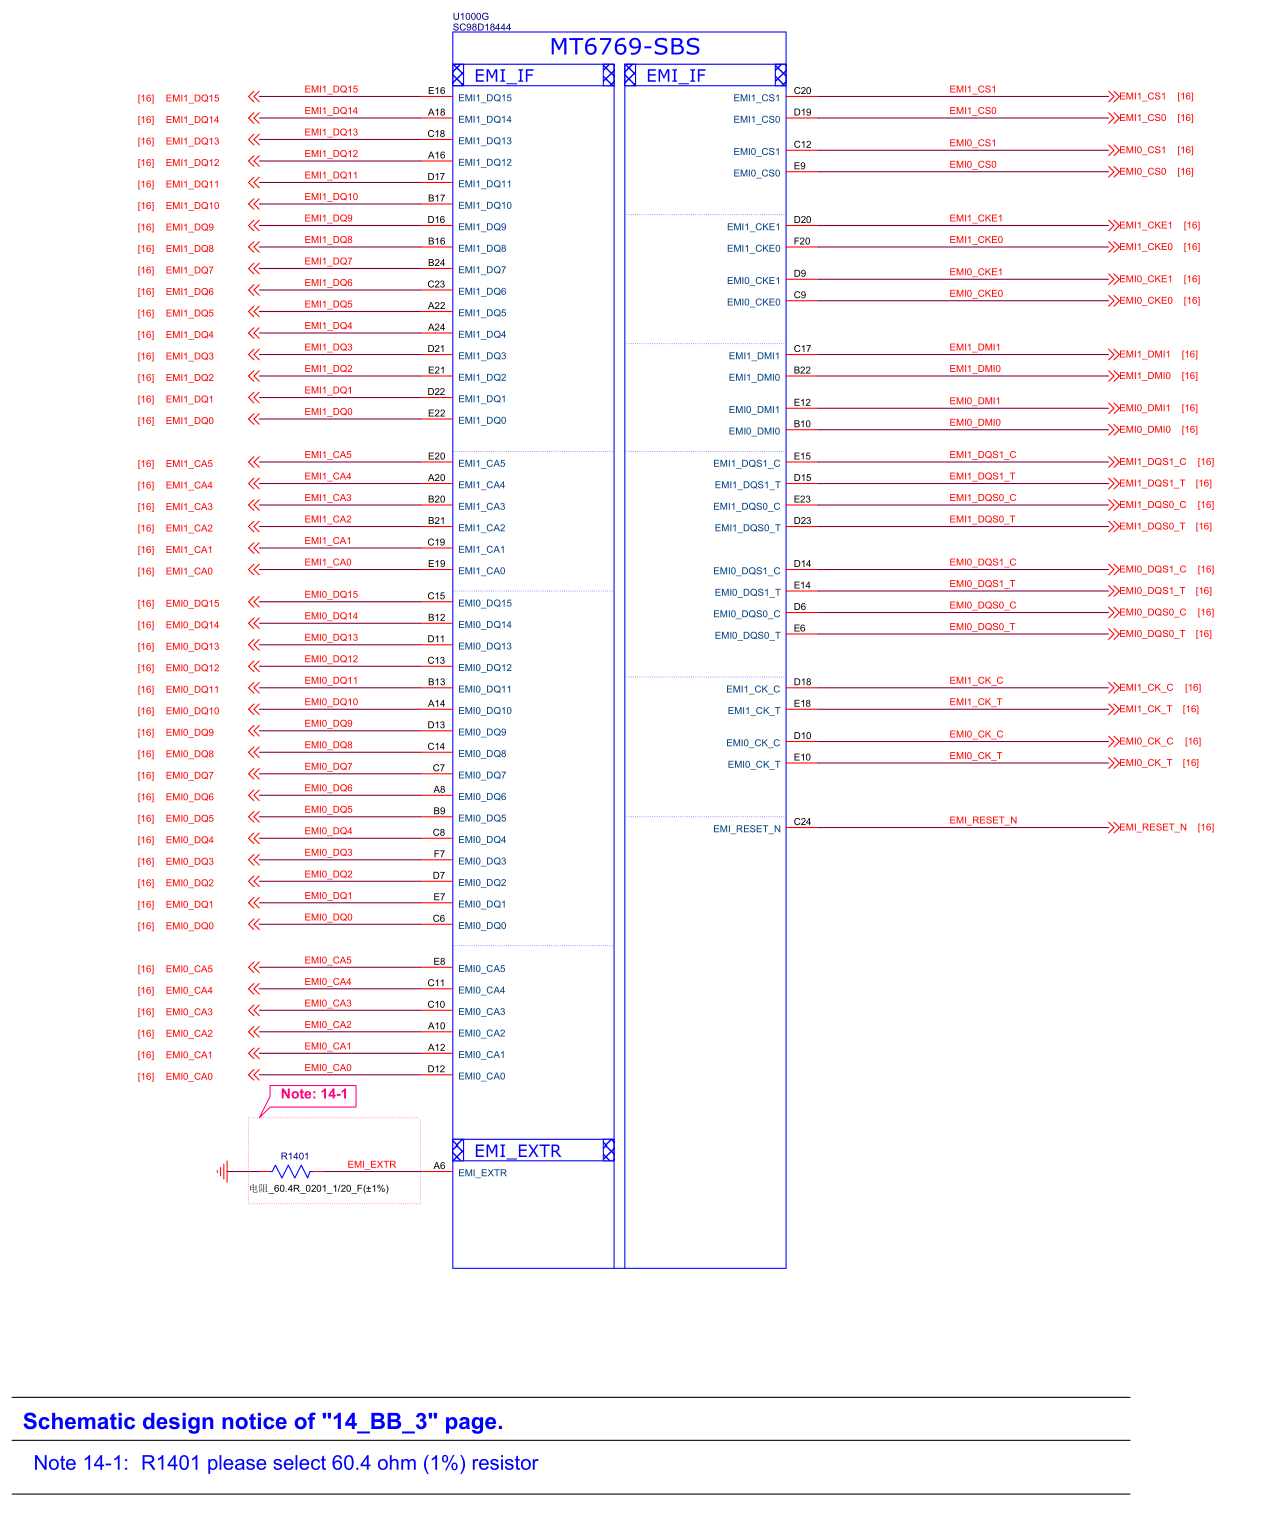 U1000G
SC98D18444
MT6769-SBS
EMI_IF EMI_IF
[16] EMI1_DQ15 EMI1_DQ15 E16 EMI1_DQ15
[16] EMI1_DQ14 EMI1_DQ14 A18 EMI1_DQ14
[16] EMI1_DQ13 EMI1_DQ13 C18 EMI1_DQ13
[16] EMI1_DQ12 EMI1_DQ12 A16 EMI1_DQ12
[16] EMI1_DQ11 EMI1_DQ11 D17 EMI1_DQ11
[16] EMI1_DQ10 EMI1_DQ10 B17 EMI1_DQ10
[16] EMI1_DQ9 EMI1_DQ9 D16 EMI1_DQ9
[16] EMI1_DQ8 EMI1_DQ8 B16 EMI1_DQ8
[16] EMI1_DQ7 EMI1_DQ7 B24 EMI1_DQ7
[16] EMI1_DQ6 EMI1_DQ6 C23 EMI1_DQ6
[16] EMI1_DQ5 EMI1_DQ5 A22 EMI1_DQ5
[16] EMI1_DQ4 EMI1_DQ4 A24 EMI1_DQ4
[16] EMI1_DQ3 EMI1_DQ3 D21 EMI1_DQ3
[16] EMI1_DQ2 EMI1_DQ2 E21 EMI1_DQ2
[16] EMI1_DQ1 EMI1_DQ1 D22 EMI1_DQ1
[16] EMI1_DQ0 EMI1_DQ0 E22 EMI1_DQ0
[16] EMI1_CA5 EMI1_CA5 E20 EMI1_CA5
[16] EMI1_CA4 EMI1_CA4 A20 EMI1_CA4
[16] EMI1_CA3 EMI1_CA3 B20 EMI1_CA3
[16] EMI1_CA2 EMI1_CA2 B21 EMI1_CA2
[16] EMI1_CA1 EMI1_CA1 C19 EMI1_CA1
[16] EMI1_CA0 EMI1_CA0 E19 EMI1_CA0
[16] EMI0_DQ15 EMI0_DQ15 C15 EMI0_DQ15
[16] EMI0_DQ14 EMI0_DQ14 B12 EMI0_DQ14
[16] EMI0_DQ13 EMI0_DQ13 D11 EMI0_DQ13
[16] EMI0_DQ12 EMI0_DQ12 C13 EMI0_DQ12
[16] EMI0_DQ11 EMI0_DQ11 B13 EMI0_DQ11
[16] EMI0_DQ10 EMI0_DQ10 A14 EMI0_DQ10
[16] EMI0_DQ9 EMI0_DQ9 D13 EMI0_DQ9
[16] EMI0_DQ8 EMI0_DQ8 C14 EMI0_DQ8
[16] EMI0_DQ7 EMI0_DQ7 C7 EMI0_DQ7
[16] EMI0_DQ6 EMI0_DQ6 A8 EMI0_DQ6
[16] EMI0_DQ5 EMI0_DQ5 B9 EMI0_DQ5
[16] EMI0_DQ4 EMI0_DQ4 C8 EMI0_DQ4
[16] EMI0_DQ3 EMI0_DQ3 F7 EMI0_DQ3
[16] EMI0_DQ2 EMI0_DQ2 D7 EMI0_DQ2
[16] EMI0_DQ1 EMI0_DQ1 E7 EMI0_DQ1
[16] EMI0_DQ0 EMI0_DQ0 C6 EMI0_DQ0
[16] EMI0_CA5 EMI0_CA5 E8 EMI0_CA5
[16] EMI0_CA4 EMI0_CA4 C11 EMI0_CA4
[16] EMI0_CA3 EMI0_CA3 C10 EMI0_CA3
[16] EMI0_CA2 EMI0_CA2 A10 EMI0_CA2
[16] EMI0_CA1 EMI0_CA1 A12 EMI0_CA1
[16] EMI0_CA0 EMI0_CA0 D12 EMI0_CA0
Note: 14-1
EMI_EXTR
R1401 EMI_EXTR A6 EMI_EXTR
电阻_60.4R_0201_1/20_F(±1%)
EMI1_CS1 C20 EMI1_CS1 EMI1_CS1 [16]
EMI1_CS0 D19 EMI1_CS0 EMI1_CS0 [16]
EMI0_CS1 C12 EMI0_CS1 EMI0_CS1 [16]
EMI0_CS0 E9 EMI0_CS0 EMI0_CS0 [16]
EMI1_CKE1 D20 EMI1_CKE1 EMI1_CKE1 [16]
EMI1_CKE0 F20 EMI1_CKE0 EMI1_CKE0 [16]
EMI0_CKE1 D9 EMI0_CKE1 EMI0_CKE1 [16]
EMI0_CKE0 C9 EMI0_CKE0 EMI0_CKE0 [16]
EMI1_DMI1 C17 EMI1_DMI1 EMI1_DMI1 [16]
EMI1_DMI0 B22 EMI1_DMI0 EMI1_DMI0 [16]
EMI0_DMI1 E12 EMI0_DMI1 EMI0_DMI1 [16]
EMI0_DMI0 B10 EMI0_DMI0 EMI0_DMI0 [16]
EMI1_DQS1_C E15 EMI1_DQS1_C EMI1_DQS1_C [16]
EMI1_DQS1_T D15 EMI1_DQS1_T EMI1_DQS1_T [16]
EMI1_DQS0_C E23 EMI1_DQS0_C EMI1_DQS0_C [16]
EMI1_DQS0_T D23 EMI1_DQS0_T EMI1_DQS0_T [16]
EMI0_DQS1_C D14 EMI0_DQS1_C EMI0_DQS1_C [16]
EMI0_DQS1_T E14 EMI0_DQS1_T EMI0_DQS1_T [16]
EMI0_DQS0_C D6 EMI0_DQS0_C EMI0_DQS0_C [16]
EMI0_DQS0_T E6 EMI0_DQS0_T EMI0_DQS0_T [16]
EMI1_CK_C D18 EMI1_CK_C EMI1_CK_C [16]
EMI1_CK_T E18 EMI1_CK_T EMI1_CK_T [16]
EMI0_CK_C D10 EMI0_CK_C EMI0_CK_C [16]
EMI0_CK_T E10 EMI0_CK_T EMI0_CK_T [16]
EMI_RESET_N C24 EMI_RESET_N EMI_RESET_N [16]
Schematic design notice of "14_BB_3" page.
Note 14-1: R1401 please select 60.4 ohm (1%) resistor